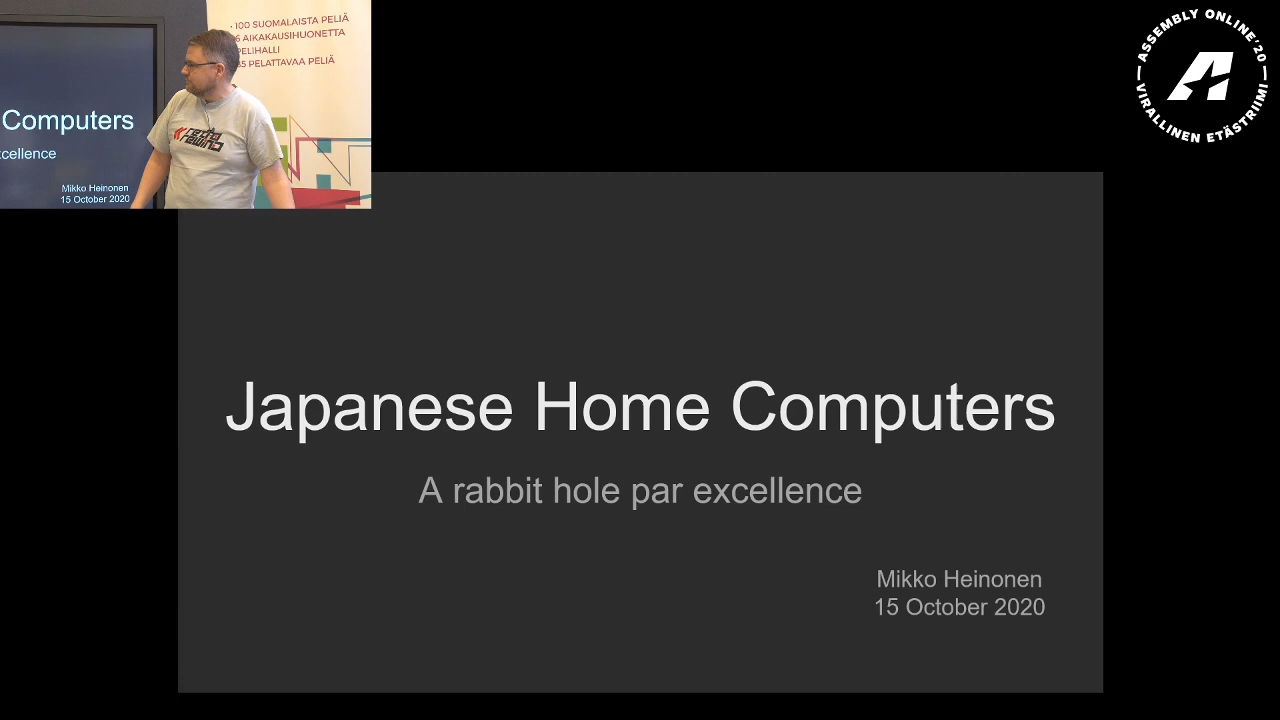 • 100 SUOMALAISTA PELIÄ
6 AIKAKAUSIHUONETTA
PELIHALLI
85 PELATTAVAA PELIÄ
Computers
cellence
Mikko Heinonen
15 October 2020
ASSEMBLY ONLINE'20
VIRALLINEN ETÄSTRIIMI
Japanese Home Computers
A rabbit hole par excellence
Mikko Heinonen
15 October 2020